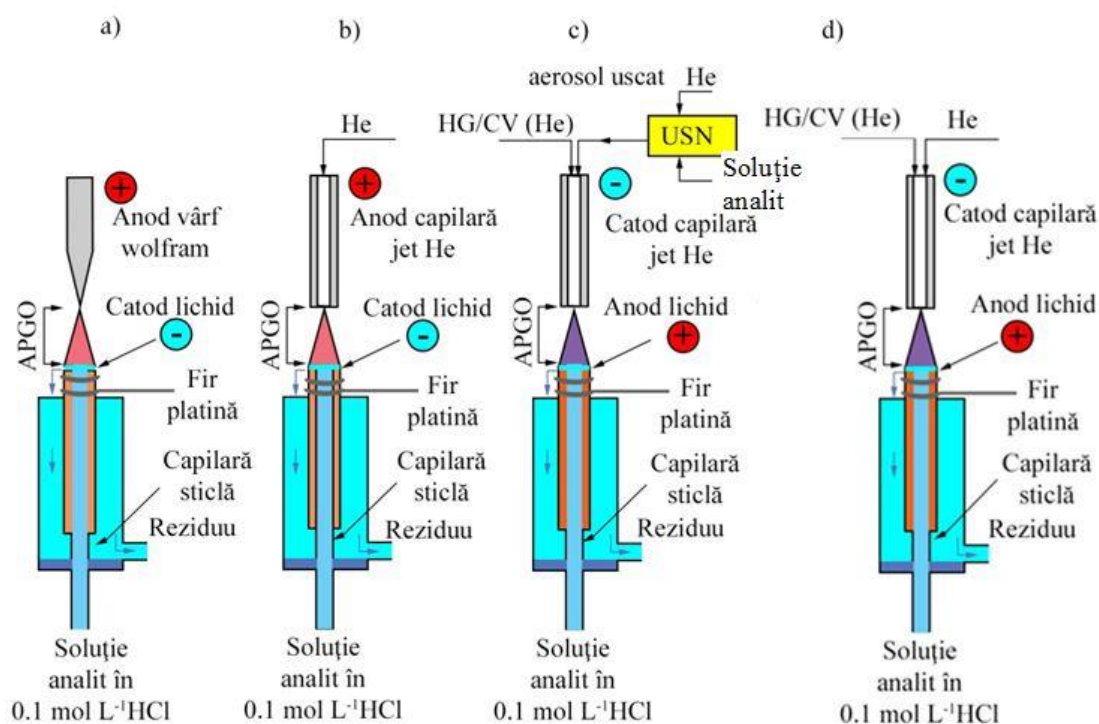 a)
b)
c)
d)
He
+
Anod vârf
wolfram
Catod lichid
-
APGO
Fir
platină
Capilară
sticlă
Reziduu
Soluţie
analit în
0.1 mol L⁻¹HCl
He
+
Anod capilară
jet He
Catod lichid
-
APGO
Fir
platină
Capilară
sticlă
Reziduu
Soluţie
analit în
0.1 mol L⁻¹HCl
aerosol uscat
He
HG/CV (He)
USN
Soluţie
analit
-
Catod capilară
jet He
Anod lichid
+
APGO
Fir
platină
Capilară
sticlă
Reziduu
Soluţie
analit în
0.1 mol L⁻¹HCl
HG/CV (He)
He
-
Catod capilară
jet He
Anod lichid
+
APGO
Fir
platină
Capilară
sticlă
Reziduu
Soluţie
analit în
0.1 mol L⁻¹HCl